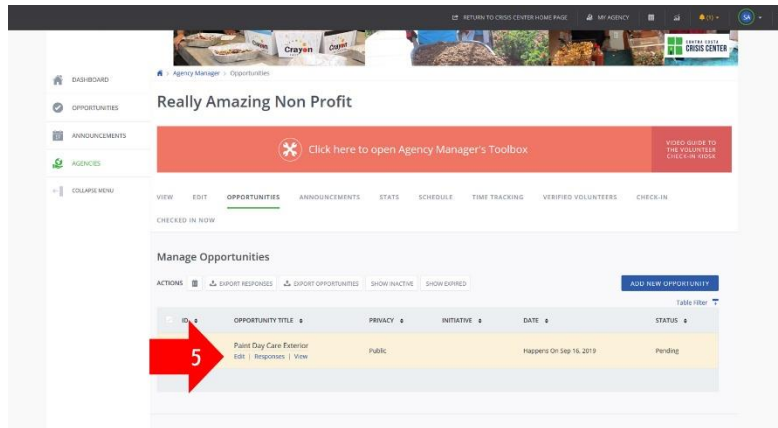 RETURN TO CRISIS CENTER HOME PAGE MY AGENCY (1) SA
Crayon Crayon
CONTRA COSTA
CRISIS CENTER
DASHBOARD
OPPORTUNITIES
ANNOUNCEMENTS
AGENCIES
COLLAPSE MENU
> Agency Manager > Opportunities
Really Amazing Non Profit
Click here to open Agency Manager's Toolbox
VIDEO GUIDE TO
THE VOLUNTEER
CHECK-IN KIOSK
VIEW EDIT OPPORTUNITIES ANNOUNCEMENTS STATS SCHEDULE TIME TRACKING VERIFIED VOLUNTEERS CHECK-IN
CHECKED IN NOW
Manage Opportunities
ACTIONS EXPORT RESPONSES EXPORT OPPORTUNITIES SHOW INACTIVE SHOW EXPIRED ADD NEW OPPORTUNITY
Table Filter
ID OPPORTUNITY TITLE PRIVACY INITIATIVE DATE STATUS
5
Paint Day Care Exterior Public Happens On Sep 16, 2019 Pending
Edit | Responses | View